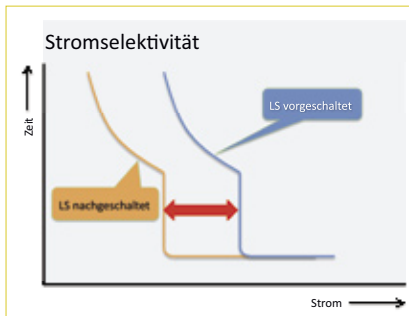 Stromselektivität
Zeit
LS vorgeschaltet
LS nachgeschaltet
Strom